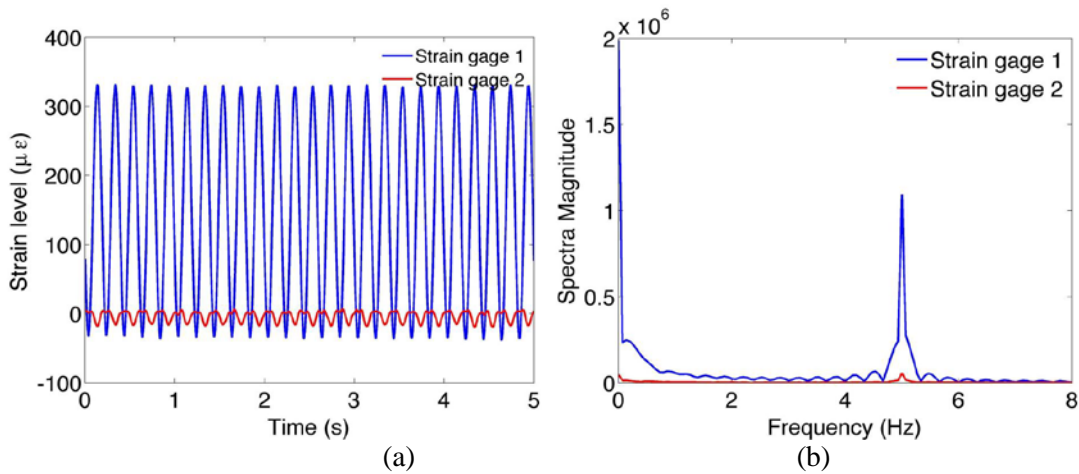 400
300
200
100
0
-100
Strain level (μ ε)
Strain gage 1
Strain gage 2
0 1 2 3 4 5
Time (s)
(a)
x 10^6
2
1.5
1
0.5
0
Spectra Magnitude
Strain gage 1
Strain gage 2
0 2 4 6 8
Frequency (Hz)
(b)